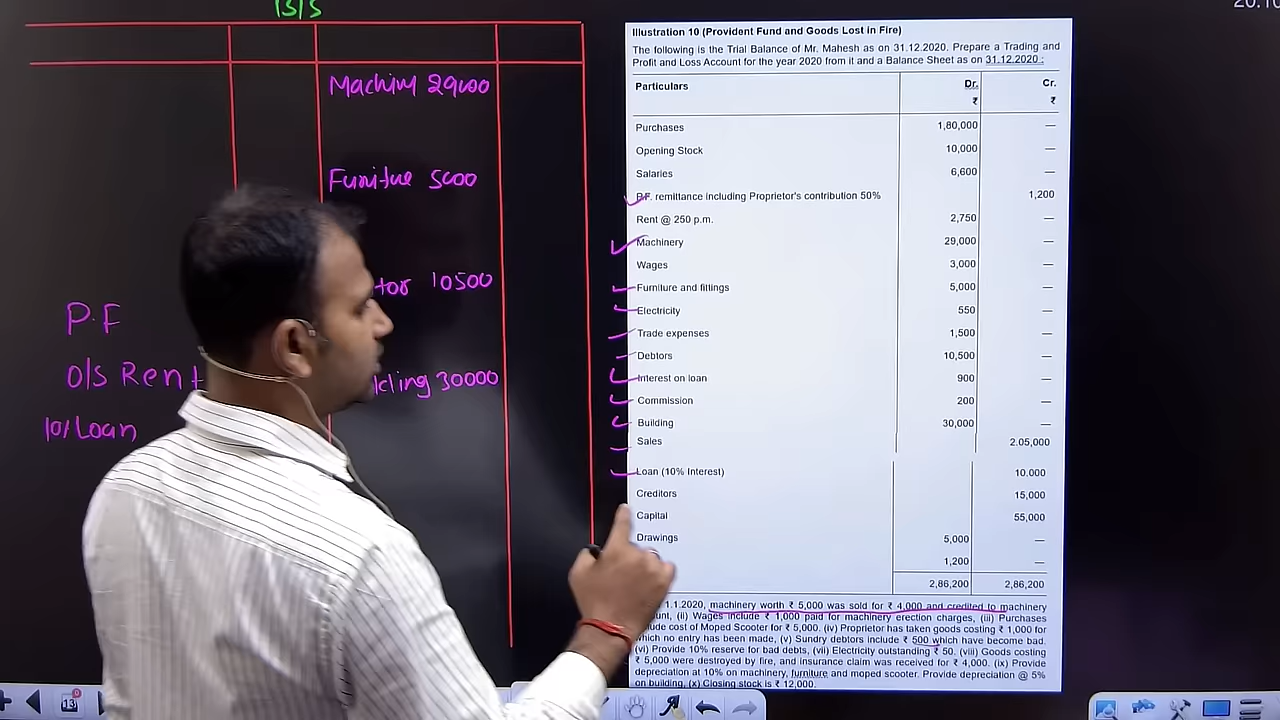 B/S
20:10
Machinery 29000
Furniture 5000
tor 10500
30000
P.F
O/s Rent
10/Loan
Illustration 10 (Provident Fund and Goods Lost in Fire)
The following is the Trial Balance of Mr. Mahesh as on 31.12.2020. Prepare a Trading and
Profit and Loss Account for the year 2020 from it and a Balance Sheet as on 31.12.2020 :
Particulars Dr. Cr.
₹ ₹
Purchases 1,80,000 —
Opening Stock 10,000 —
Salaries 6,600 —
P.F. remittance including Proprietor's contribution 50% 1,200
Rent @ 250 p.m. 2,750 —
Machinery 29,000 —
Wages 3,000 —
Furniture and fittings 5,000 —
Electricity 550 —
Trade expenses 1,500 —
Debtors 10,500 —
Interest on loan 900 —
Commission 200 —
Building 30,000 —
Sales 2.05,000
Loan (10% Interest) 10.000
Creditors 15,000
Capital 55,000
Drawings 5,000 —
1,200 —
2,86,200 2,86,200
1.1.2020, machinery worth ₹ 5,000 was sold for ₹ 4,000 and credited to machinery
unt, (ii) Wages include ₹ 1,000 paid for machinery erection charges, (iii) Purchases
ude cost of Moped Scooter for ₹ 5,000. (iv) Proprietor has taken goods costing ₹ 1,000 for
which no entry has been made, (v) Sundry debtors include ₹ 500 which have become bad.
(vi) Provide 10% reserve for bad debts, (vii) Electricity outstanding ₹ 50. (viii) Goods costing
₹ 5,000 were destroyed by fire, and insurance claim was received for ₹ 4,000. (ix) Provide
depreciation at 10% on machinery, furniture and moped scooter. Provide depreciation @ 5%
on building, (x) Closing stock is ₹ 12,000.